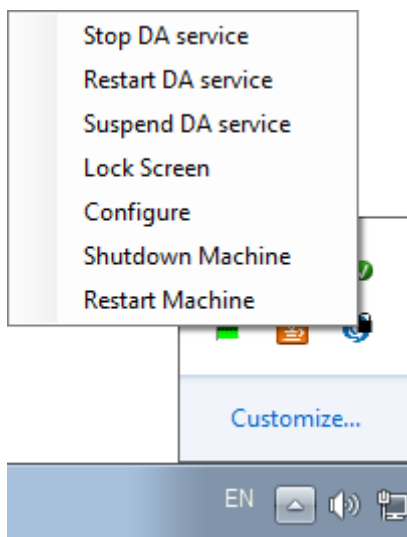 Stop DA service
Restart DA service
Suspend DA service
Lock Screen
Configure
Shutdown Machine
Restart Machine
Customize...
EN